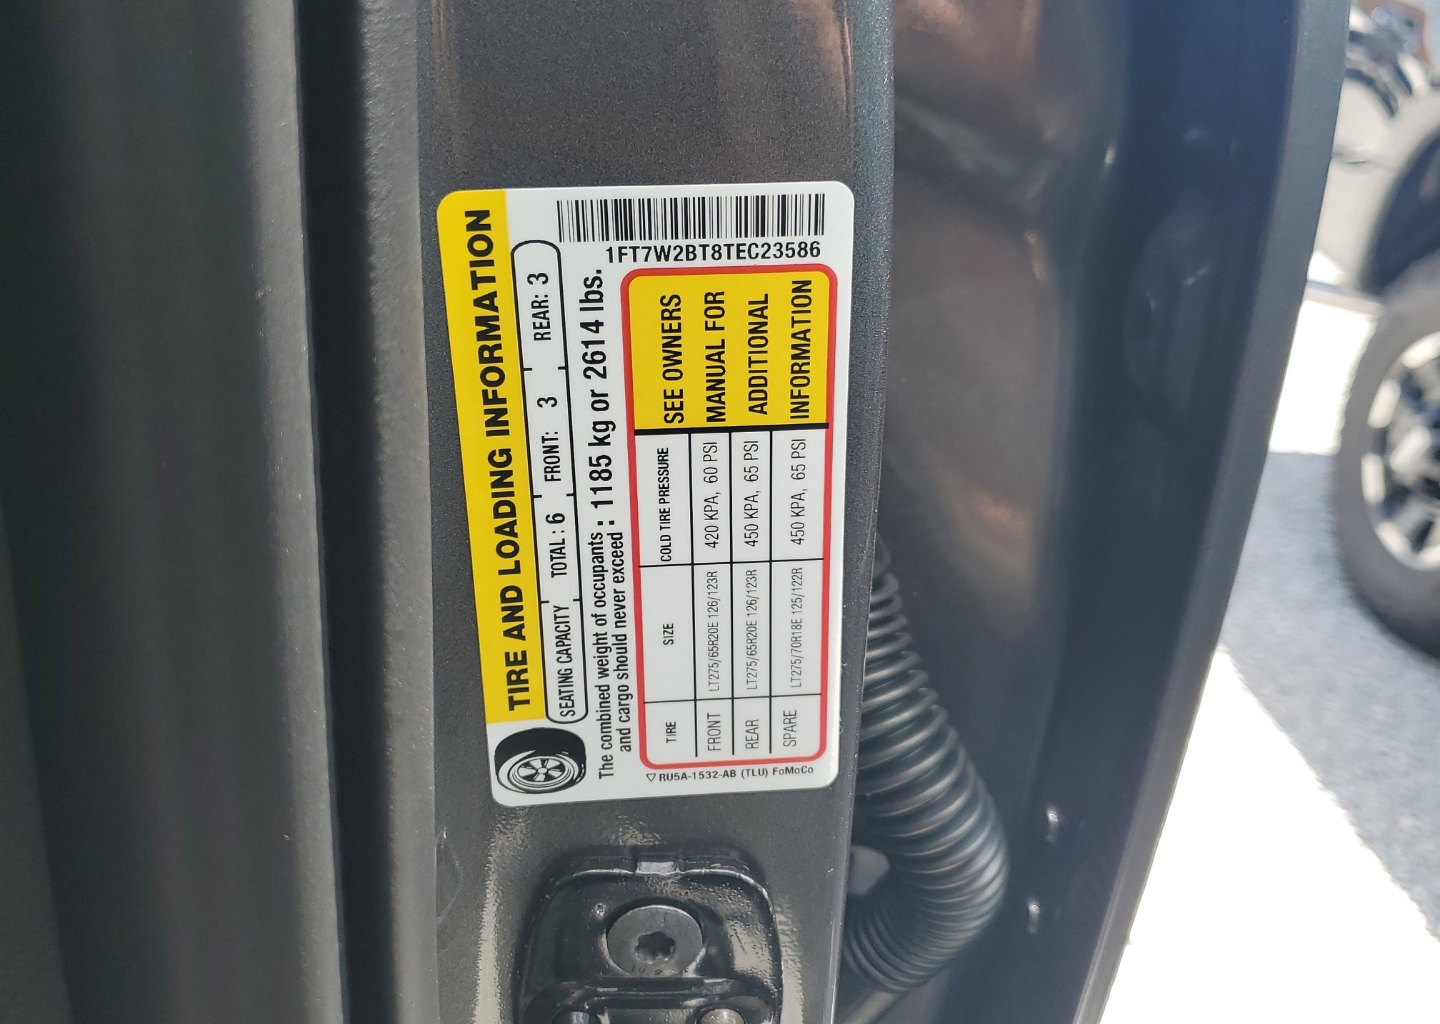 TIRE AND LOADING INFORMATION
SEATING CAPACITY TOTAL : 6 FRONT: 3 REAR: 3
The combined weight of occupants
and cargo should never exceed : 1185 kg or 2614 lbs.
1FT7W2BT8TEC23586
TIRE SIZE COLD TIRE PRESSURE
FRONT LT275/65R20E 126/123R 420 KPA, 60 PSI
REAR LT275/65R20E 126/123R 450 KPA, 65 PSI
SPARE LT275/70R18E 125/122R 450 KPA, 65 PSI
SEE OWNERS
MANUAL FOR
ADDITIONAL
INFORMATION
▽ RU5A-1532-AB (TLU) FoMoCo